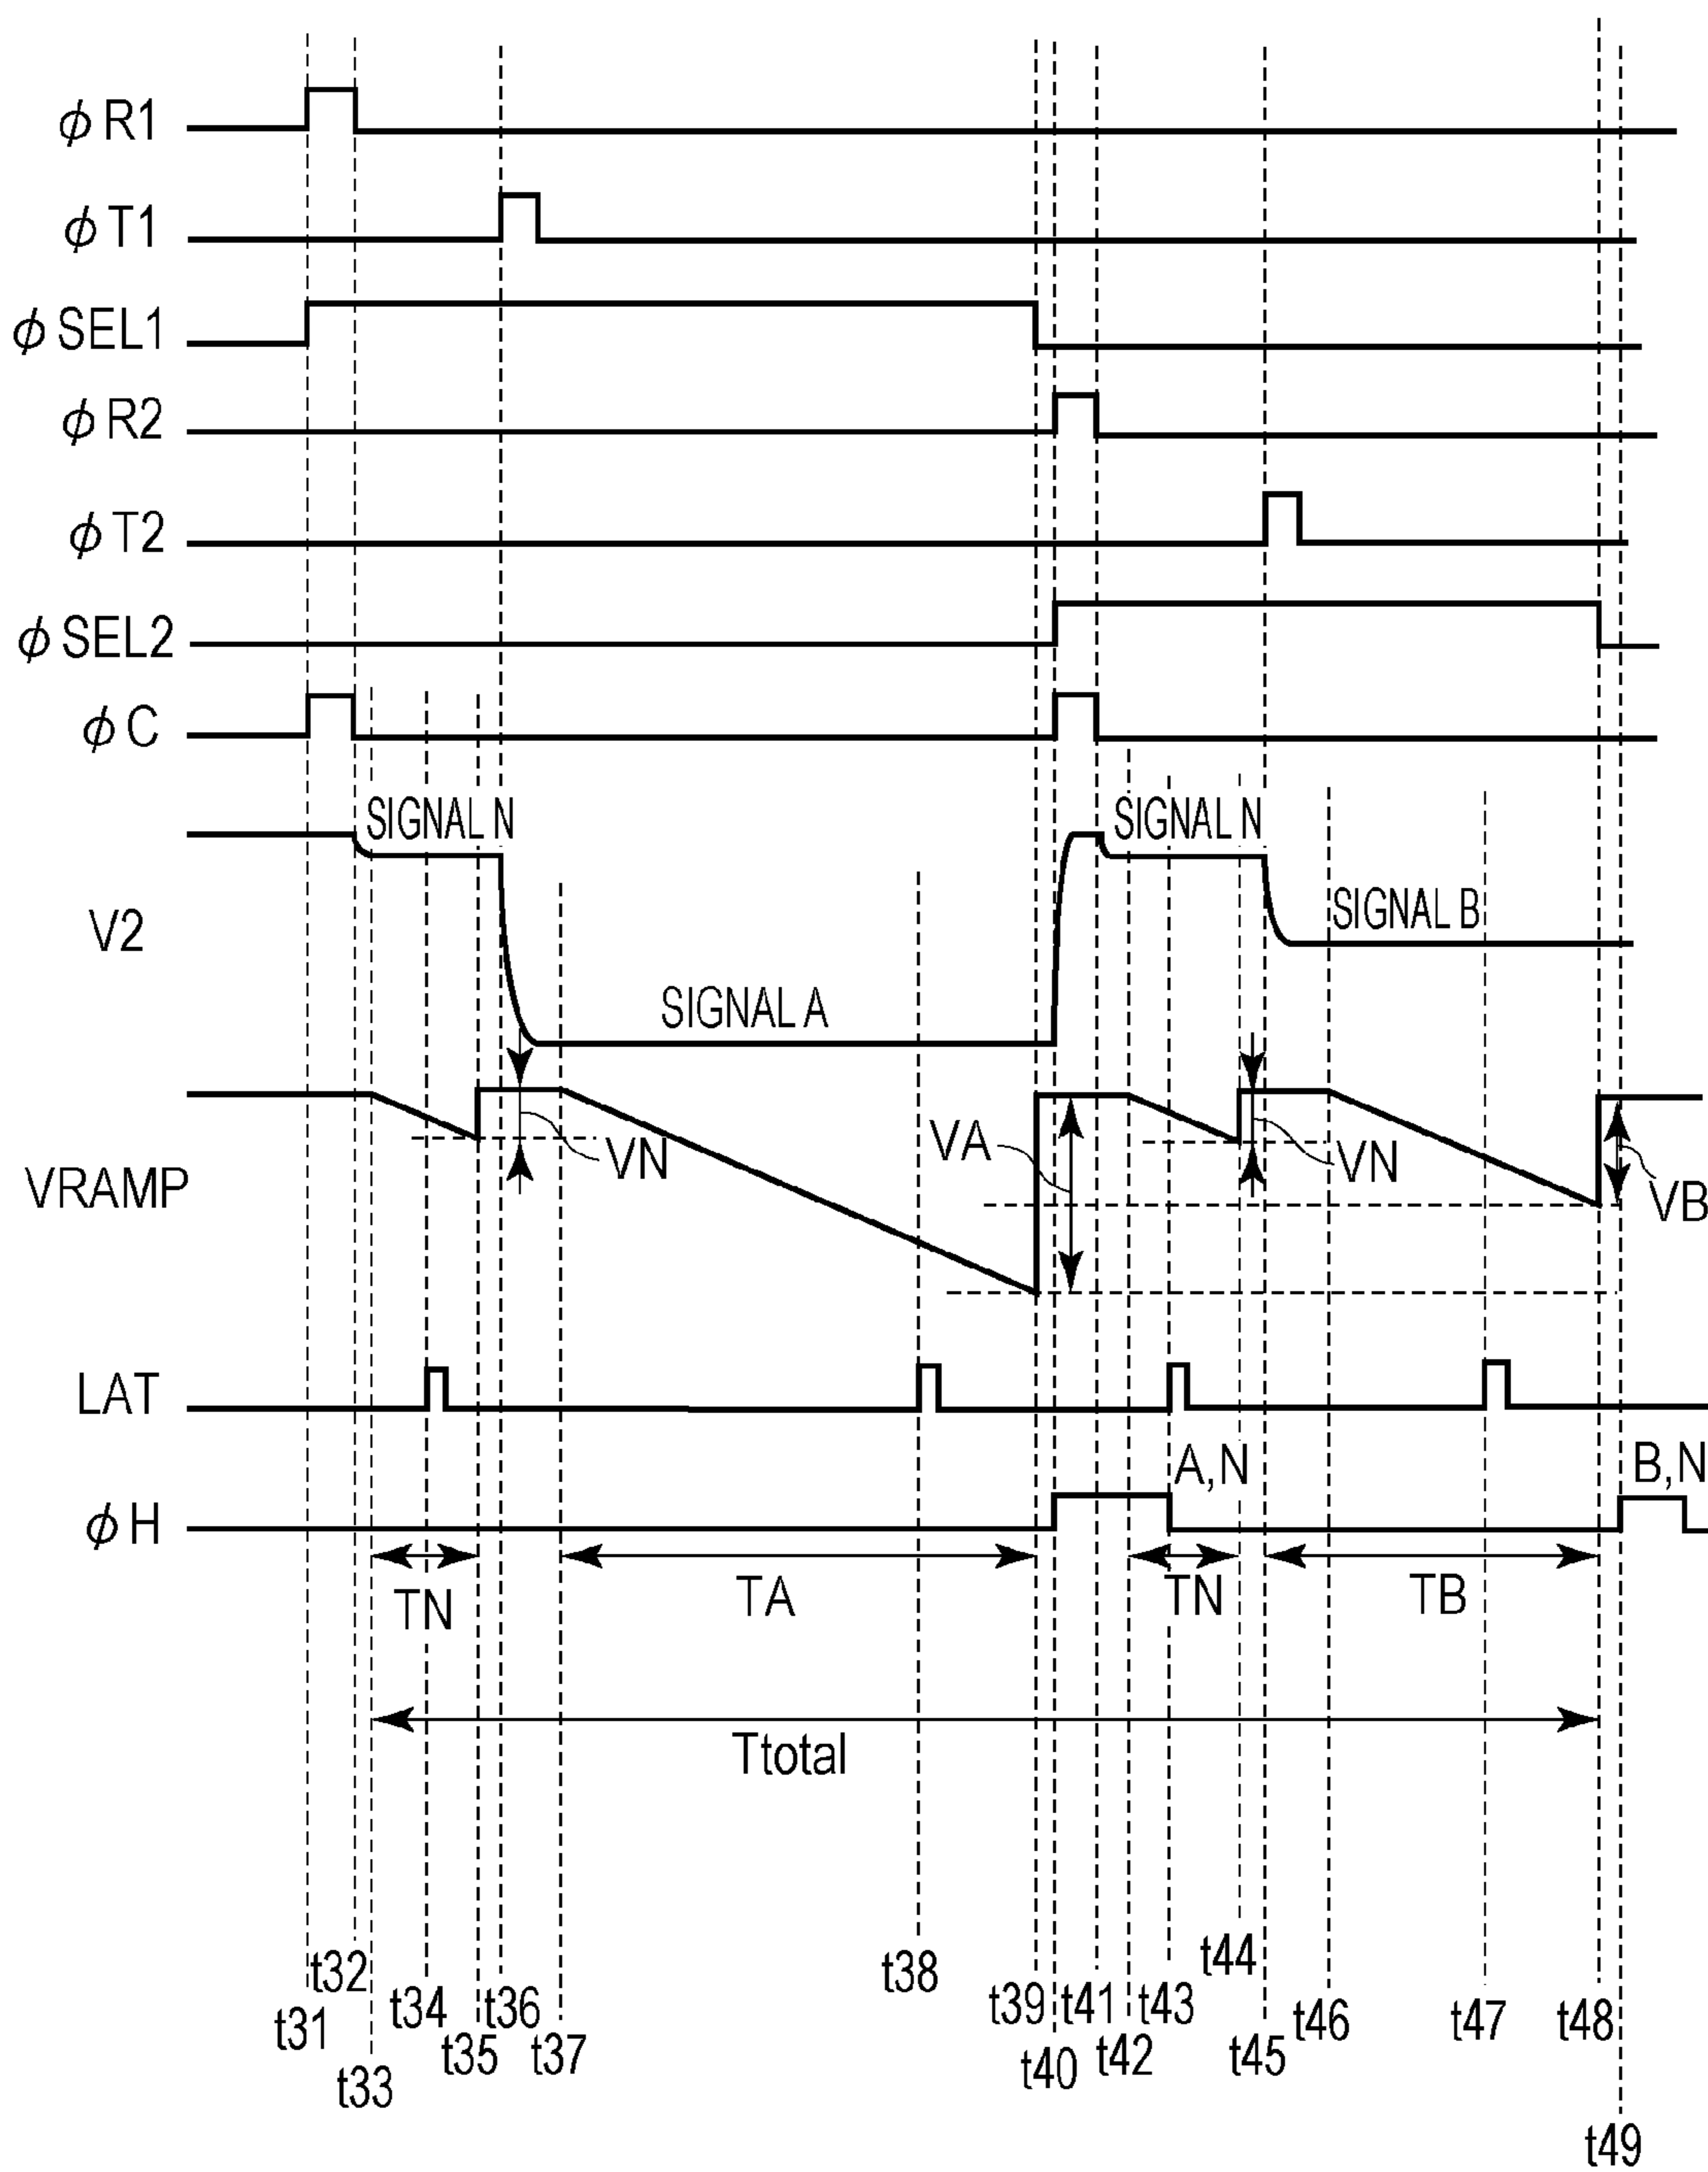 ϕR1
ϕT1
ϕSEL1
ϕR2
ϕT2
ϕSEL2
ϕC
SIGNAL N
SIGNAL N
V2
SIGNAL B
SIGNAL A
VRAMP
VN
VA
VN
VB
LAT
A,N
B,N
ϕH
TN
TA
TN
TB
Ttotal
t31
t32
t33
t34
t35
t36
t37
t38
t39
t40
t41
t42
t43
t44
t45
t46
t47
t48
t49